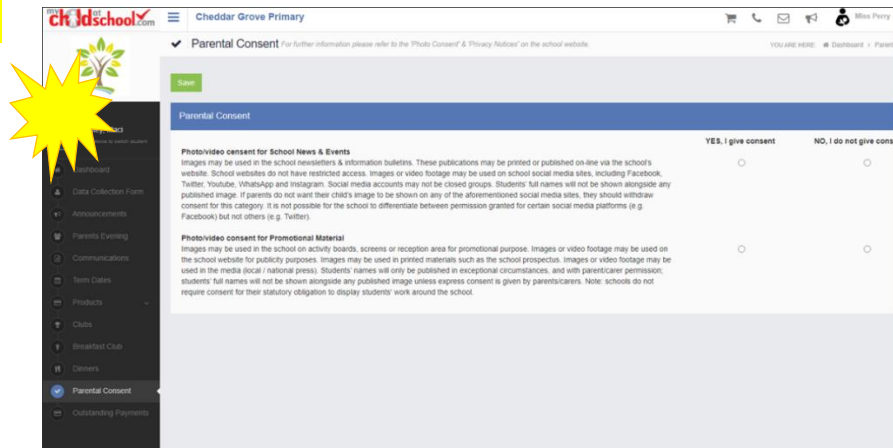 my ch ldschool.com
Cheddar Grove Primary
Miss Perry
Parental Consent For further information please refer to the 'Photo Consent' & 'Privacy Notices' on the school website.
YOU ARE HERE: Dashboard > Paren
Save
Parental Consent
YES, I give consent NO, I do not give cons
Photo/video consent for School News & Events
Images may be used in the school newsletters & information bulletins. These publications may be printed or published on-line via the school's
website. School websites do not have restricted access. Images or video footage may be used on school social media sites, including Facebook,
Twitter, Youtube, WhatsApp and Instagram. Social media accounts may not be closed groups. Students' full names will not be shown alongside any
published image. If parents do not want their child's image to be shown on any of the aforementioned social media sites, they should withdraw
consent for this category. It is not possible for the school to differentiate between permission granted for certain social media platforms (e.g.
Facebook) but not others (e.g. Twitter).
Photo/video consent for Promotional Material
Images may be used in the school on activity boards, screens or reception area for promotional purpose. Images or video footage may be used on
the school website for publicity purposes. Images may be used in printed materials such as the school prospectus. Images or video footage may be
used in the media (local / national press). Students' names will only be published in exceptional circumstances, and with parent/carer permission;
students' full names will not be shown alongside any published image unless express consent is given by parents/carers. Note: schools do not
require consent for their statutory obligation to display students' work around the school.
to switch student
Dashboard
Data Collection Form
Announcements
Parents Evening
Communications
Term Dates
Products
Clubs
Breakfast Club
Dinners
Parental Consent
Outstanding Payments